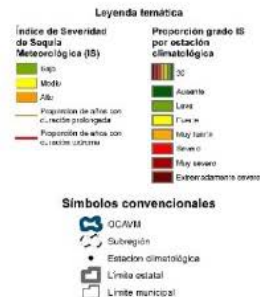 Leyenda temática
Índice de Severidad
de Sequía
Meteorológica (IS)
Bajo
Medio
Alto
Proporción de años con
duración prolongada
Proporción de años con
duración extrema
Proporción grado IS
por estación
climatológica
30
Ausente
Leve
Fuerte
Muy fuerte
Severo
Muy severo
Extremadamente severo
Símbolos convencionales
OCAVM
Subregión
Estacion climatológica
Límite estatal
Límite municipal